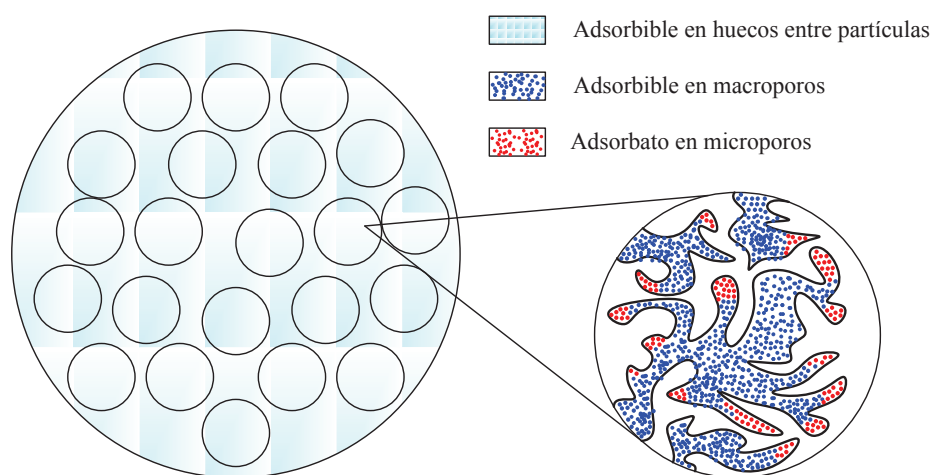 Adsorbible en huecos entre partículas
Adsorbible en macroporos
Adsorbato en microporos